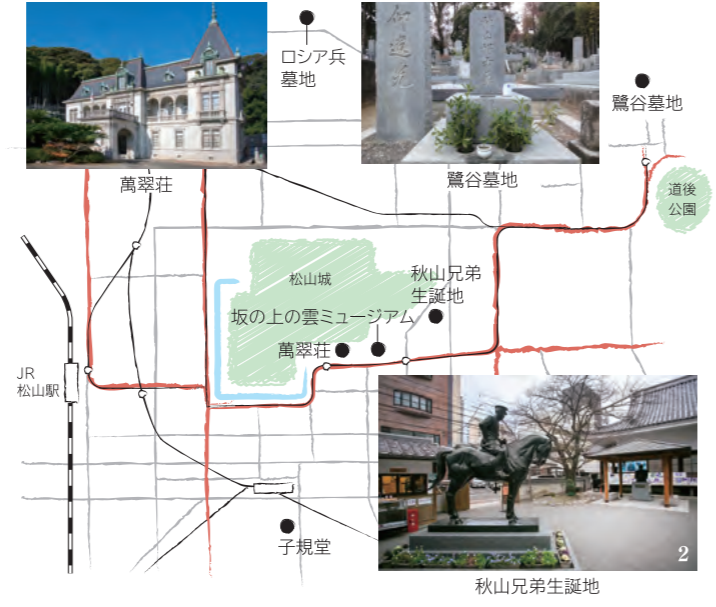 ロシア兵
墓地
鷺谷墓地
萬翠荘
鷺谷墓地
道後
公園
松山城
秋山兄弟
生誕地
坂の上の雲ミュージアム
萬翠荘
JR
松山駅
子規堂
2
秋山兄弟生誕地